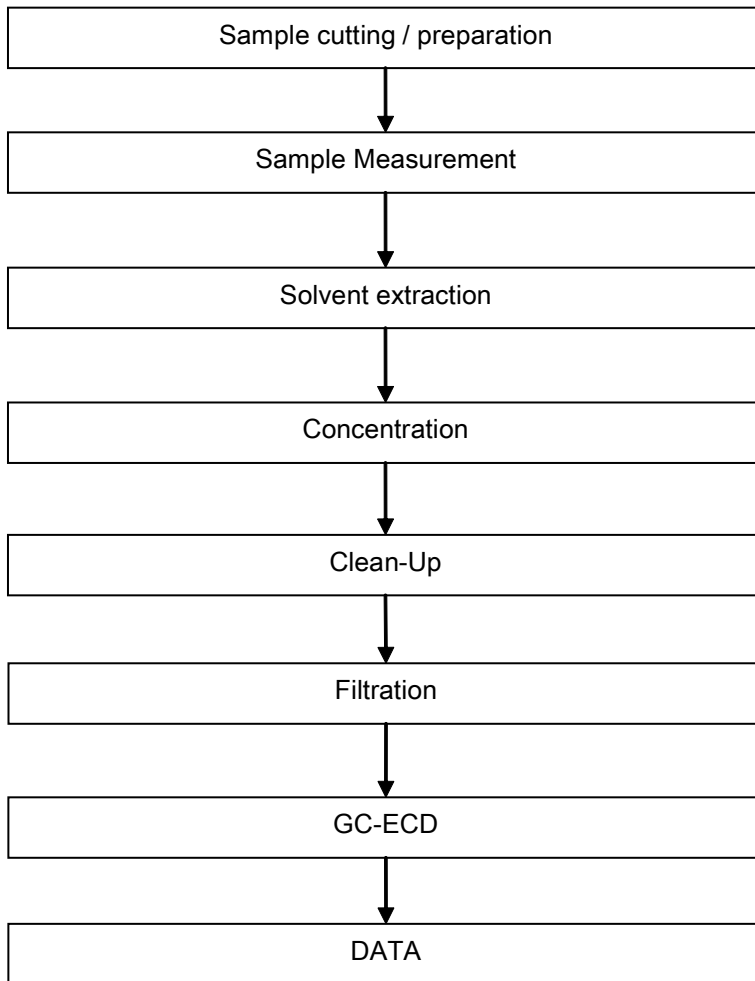 Sample cutting / preparation
Sample Measurement
Solvent extraction
Concentration
Clean-Up
Filtration
GC-ECD
DATA